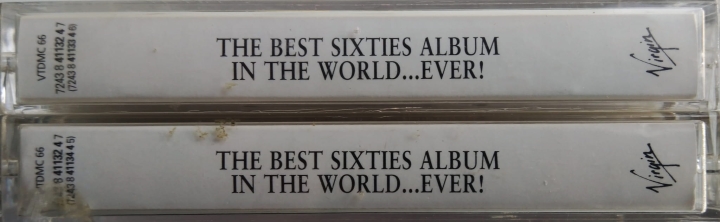 VTDMC 66
7243 8 41132 4 7
(7243 8 41133 4 6)
THE BEST SIXTIES ALBUM
IN THE WORLD...EVER!
Virgin
VTDMC 66
8 41132 4 7
(7243 8 41134 4 5)
THE BEST SIXTIES ALBUM
IN THE WORLD...EVER!
Virgin